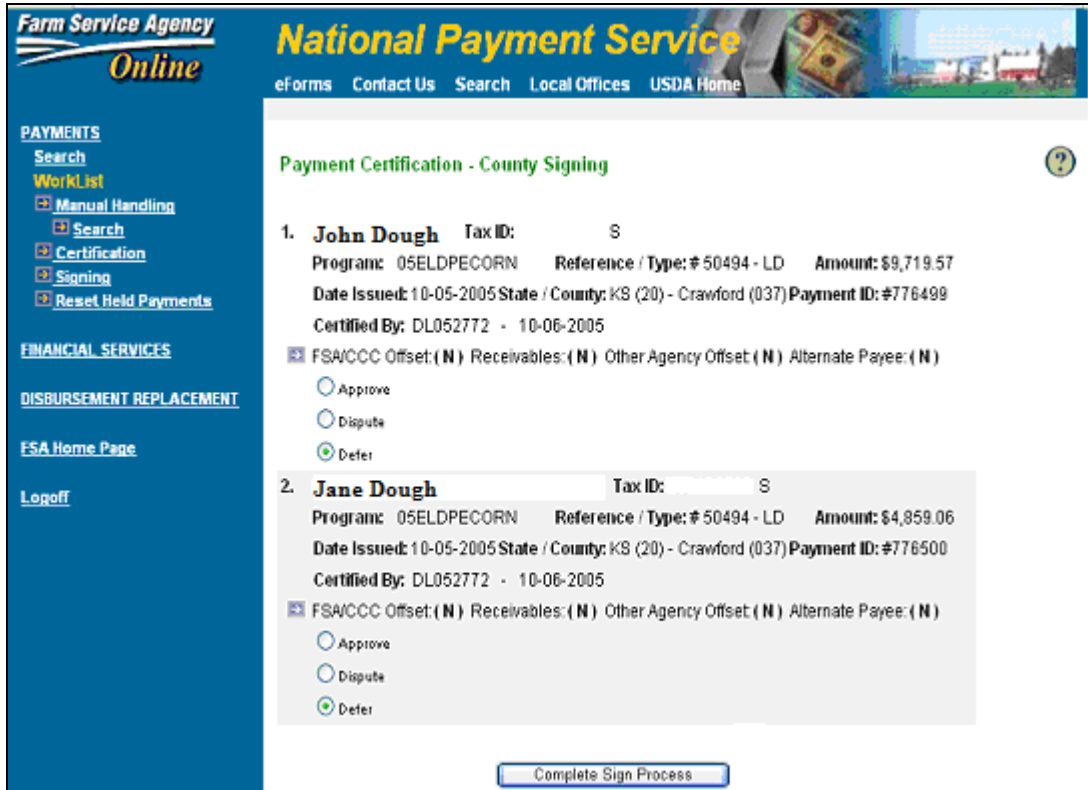 Farm Service Agency
Online
National Payment Service
eForms Contact Us Search Local Offices USDA Home
PAYMENTS
Search
WorkList
Manual Handling
Search
Certification
Signing
Reset Held Payments
FINANCIAL SERVICES
DISBURSEMENT REPLACEMENT
FSA Home Page
Logoff
Payment Certification - County Signing
?
1. John Dough Tax ID: S
Program: 05ELDPECORN Reference / Type: # 50494 - LD Amount: $9,719.57
Date Issued: 10-05-2005 State / County: KS (20) - Crawford (037) Payment ID: #776499
Certified By: DL052772 - 10-06-2005
FSA/CCC Offset: ( N ) Receivables: ( N ) Other Agency Offset: ( N ) Alternate Payee: ( N )
Approve
Dispute
Defer
2. Jane Dough Tax ID: S
Program: 05ELDPECORN Reference / Type: # 50494 - LD Amount: $4,859.06
Date Issued: 10-05-2005 State / County: KS (20) - Crawford (037) Payment ID: #776500
Certified By: DL052772 - 10-06-2005
FSA/CCC Offset: ( N ) Receivables: ( N ) Other Agency Offset: ( N ) Alternate Payee: ( N )
Approve
Dispute
Defer
Complete Sign Process